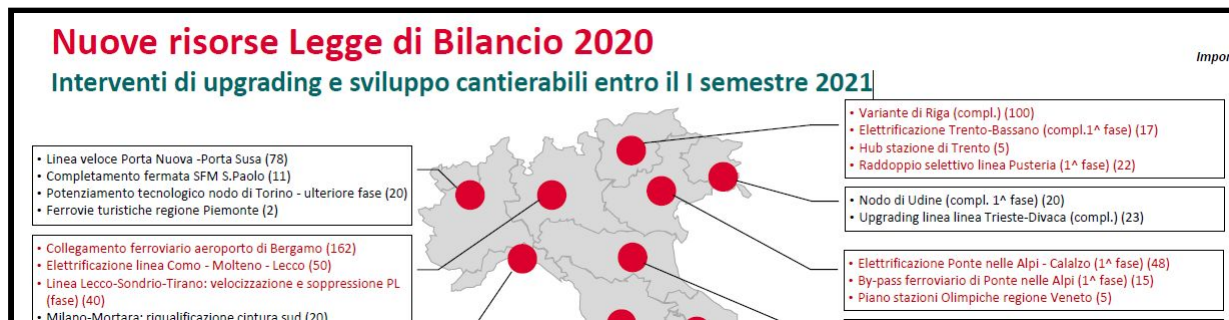 Nuove risorse Legge di Bilancio 2020
Interventi di upgrading e sviluppo cantierabili entro il I semestre 2021
• Linea veloce Porta Nuova -Porta Susa (78)
• Completamento fermata SFM S.Paolo (11)
• Potenziamento tecnologico nodo di Torino - ulteriore fase (20)
• Ferrovie turistiche regione Piemonte (2)
• Collegamento ferroviario aeroporto di Bergamo (162)
• Elettrificazione linea Como - Molteno - Lecco (50)
• Linea Lecco-Sondrio-Tirano: velocizzazione e soppressione PL
(fase) (40)
• Milano-Mortara: riqualificazione cintura sud (20)
• Variante di Riga (compl.) (100)
• Elettrificazione Trento-Bassano (compl.1^ fase) (17)
• Hub stazione di Trento (5)
• Raddoppio selettivo linea Pusteria (1^ fase) (22)
• Nodo di Udine (compl. 1^ fase) (20)
• Upgrading linea linea Trieste-Divaca (compl.) (23)
• Elettrificazione Ponte nelle Alpi - Calalzo (1^ fase) (48)
• By-pass ferroviario di Ponte nelle Alpi (1^ fase) (15)
• Piano stazioni Olimpiche regione Veneto (5)